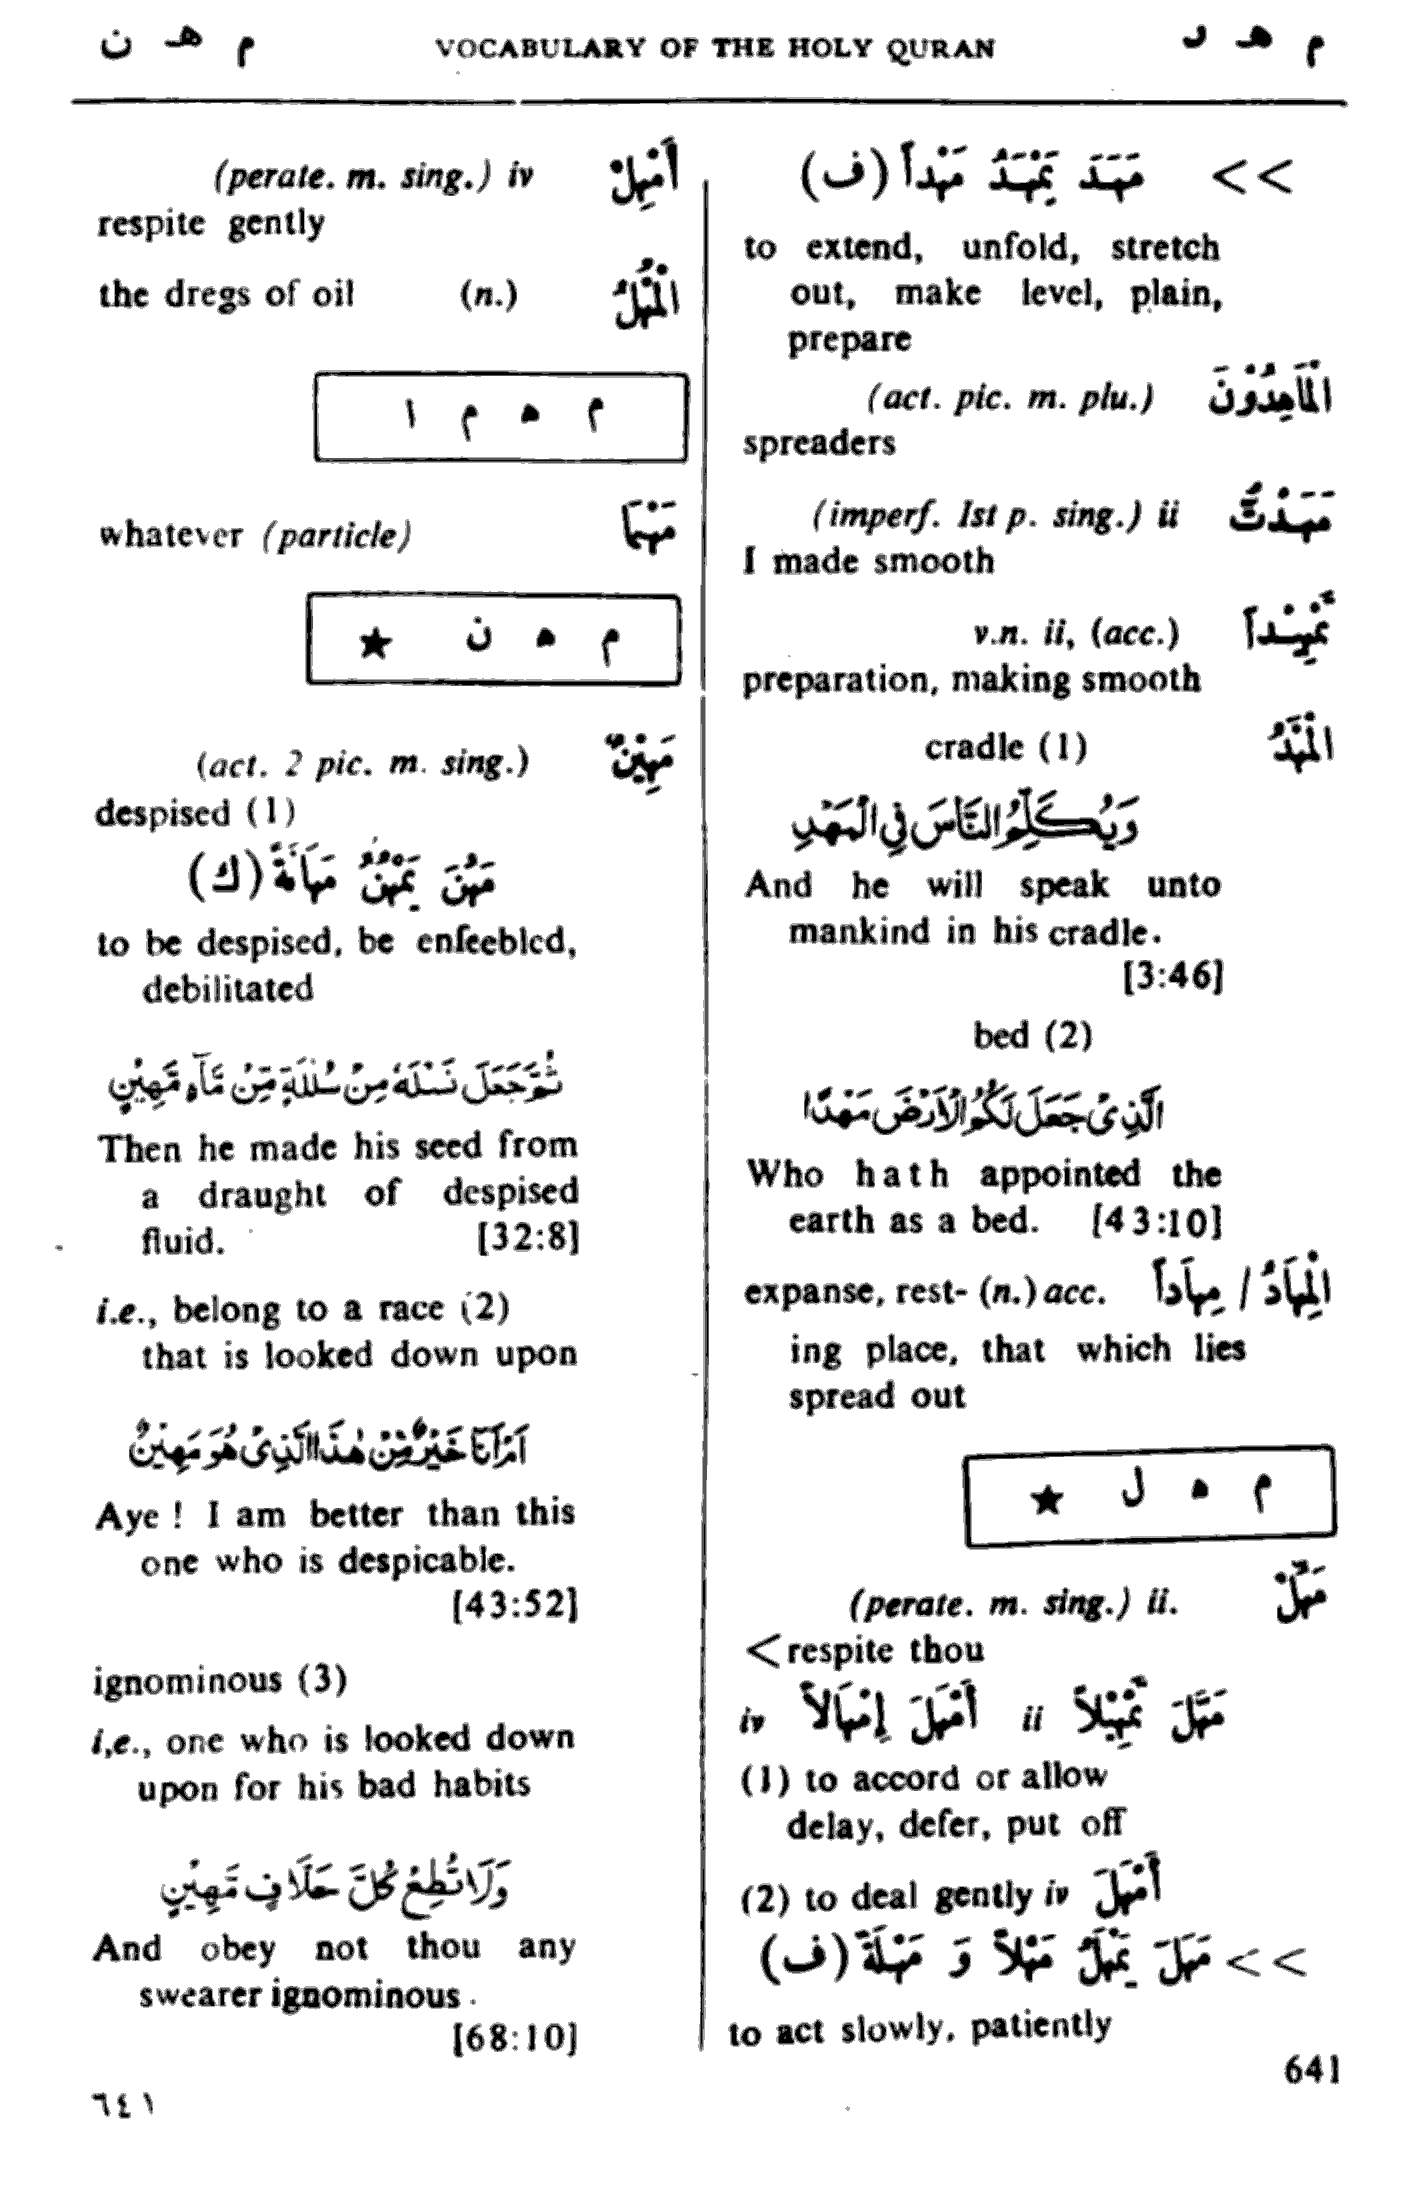 م هـ ن VOCABULARY OF THE HOLY QURAN م هـ د
<< مَهَدَ يَمْهَدُ مَهْداً (ف)
to extend, unfold, stretch
out, make level, plain,
prepare
(act. pic. m. plu.) الْمَاهِدُوْنَ
spreaders
(imperf. 1st p. sing.) ii مَهَدْتُّ
I made smooth
v.n. ii, (acc.) تَمْهِيْداً
preparation, making smooth
cradle (1) الْمَهْدُ
وَيُكَلِّمُ النَّاسَ فِي الْمَهْدِ
And he will speak unto
mankind in his cradle.
[3:46]
bed (2)
الَّذِىْ جَعَلَ لَكُمُ الْاَرْضَ مَهْدًا
Who hath appointed the
earth as a bed. [43:10]
expanse, rest- (n.) acc. الْمِهَادُ / مِهَاداً
ing place, that which lies
spread out
م ه ل ★
(perate. m. sing.) ii. مَهِّلْ
< respite thou
مَهَّلَ تَمْهِيْلاً ii أَمْهَلَ إِمْهَالاً iv
(1) to accord or allow
delay, defer, put off
(2) to deal gently iv أَمْهَلَ
<< مَهَلَ يَمْهَلُ مَهْلاً وَ مَهْلَةً (ف)
to act slowly, patiently
641
(perate. m. sing.) iv أَمْهِلْ
respite gently
the dregs of oil (n.) الْمُهْلُ
م ه م ا
whatever (particle) مَهْمَا
م ه ن ★
(act. 2 pic. m. sing.) مَهِيْنٌ
despised (1)
مَهُنَ يَمْهُنُ مَهَانَةً (ك)
to be despised, be enfeebled,
debilitated
ثُمَّ جَعَلَ نَسْلَهٗ مِنْ سُلٰلَةٍ مِّنْ مَّآءٍ مَّهِيْنٍ
Then he made his seed from
a draught of despised
fluid. [32:8]
i.e., belong to a race (2)
that is looked down upon
اَمْ اَنَا خَيْرٌ مِّنْ هٰذَا الَّذِىْ هُوَ مَهِيْنٌ
Aye ! I am better than this
one who is despicable.
[43:52]
ignominous (3)
i,e., one who is looked down
upon for his bad habits
وَلَا تُطِعْ كُلَّ حَلَّافٍ مَّهِيْنٍ
And obey not thou any
swearer ignominous.
[68:10]
٦٤١